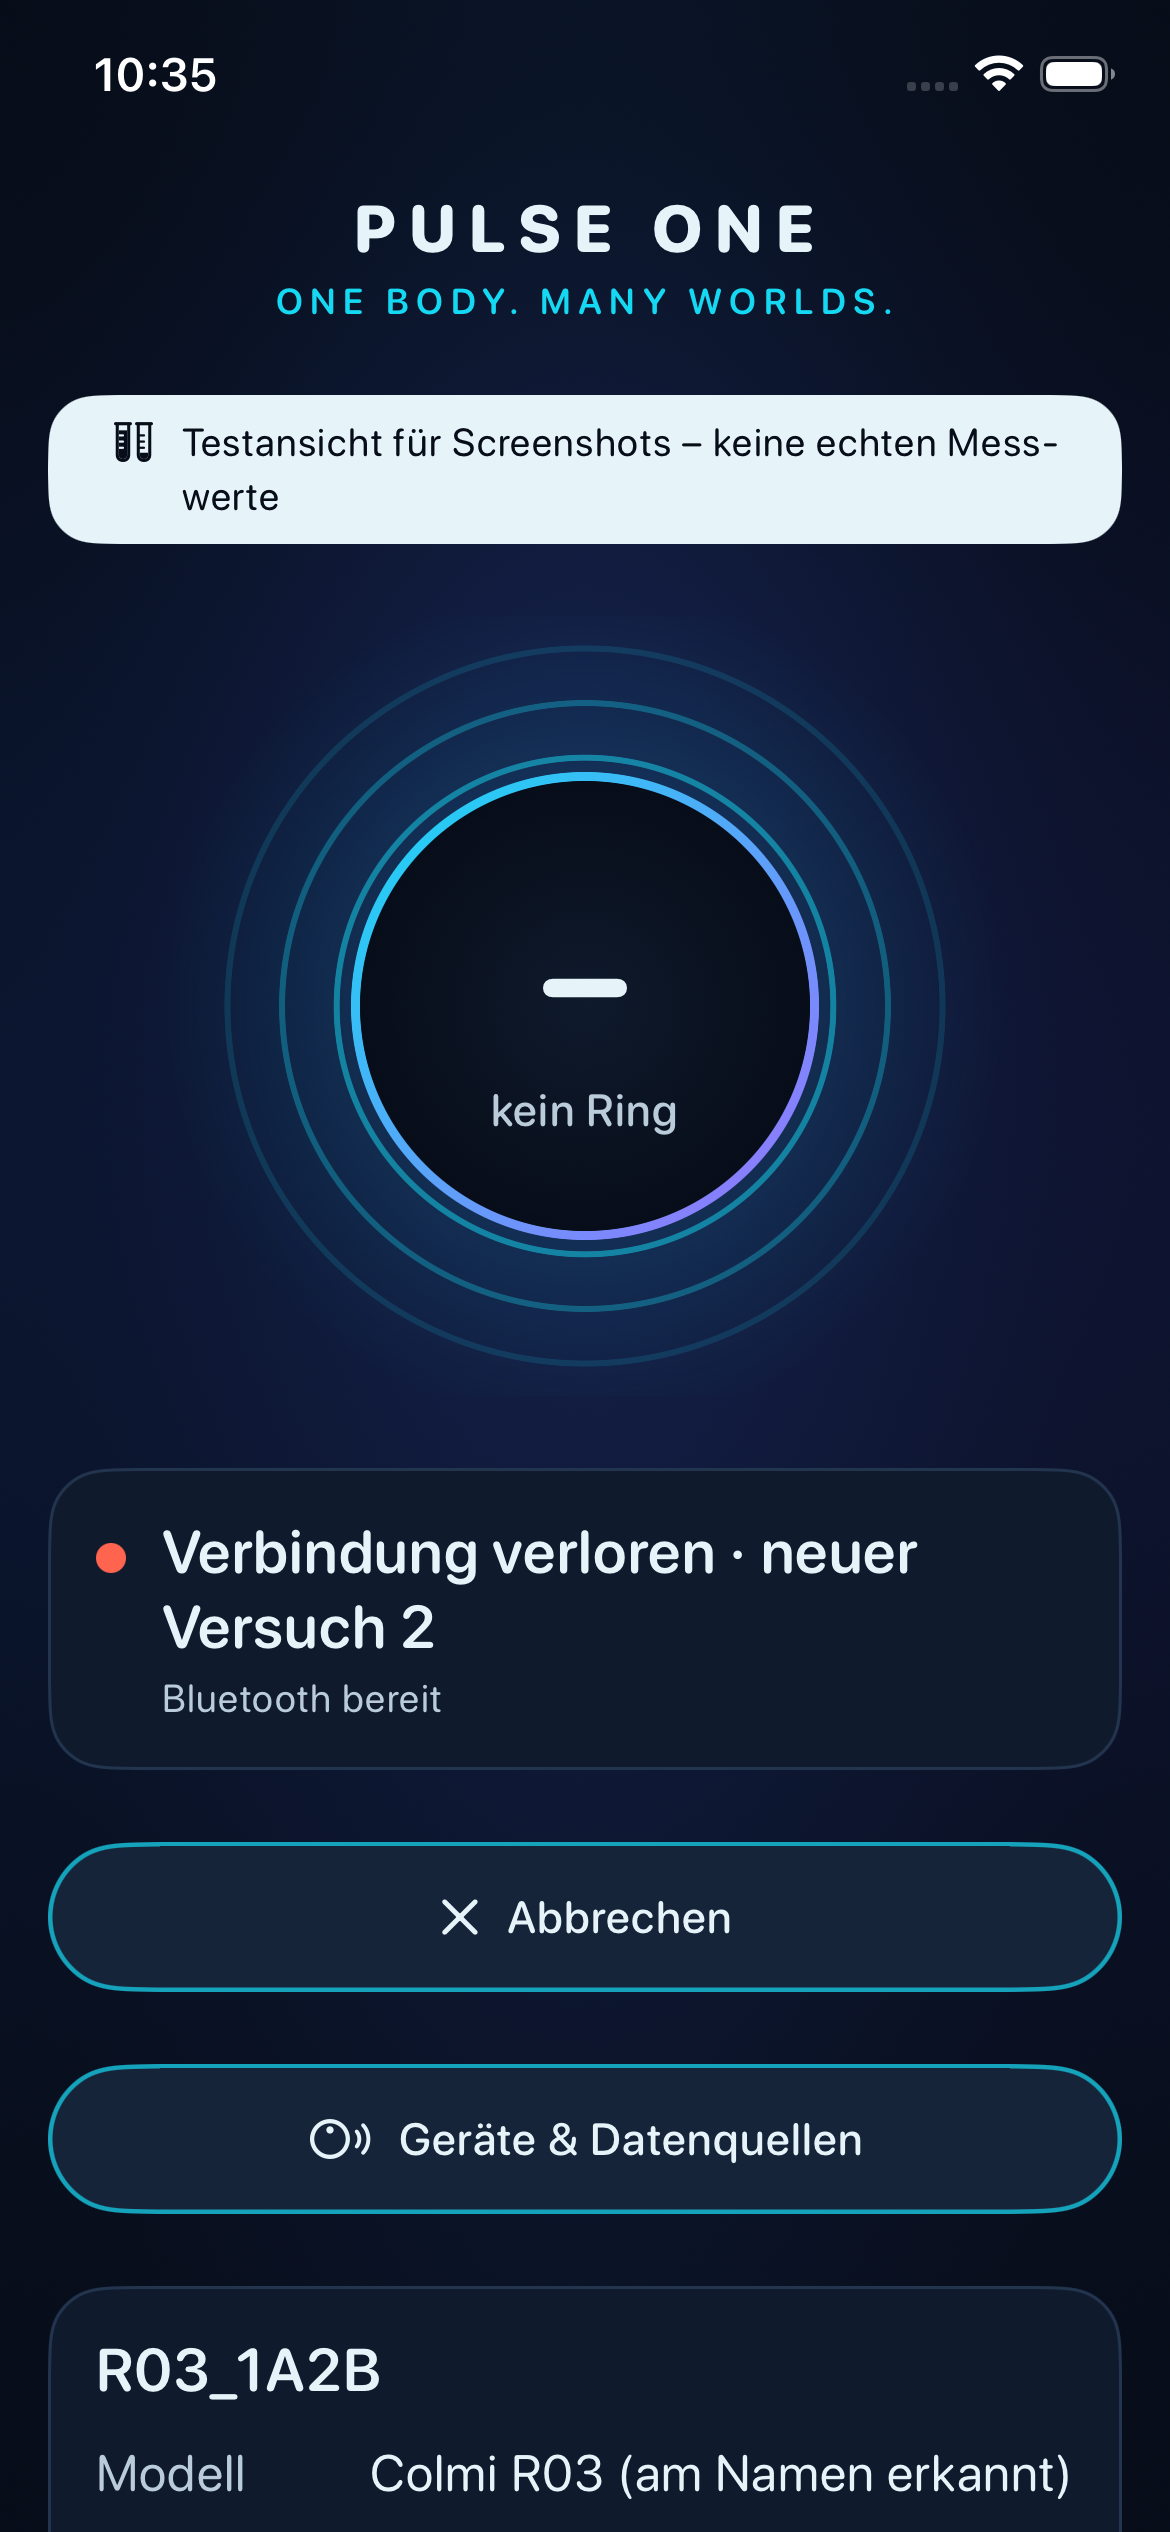 10:35
PULSE ONE
ONE BODY. MANY WORLDS.
Testansicht für Screenshots – keine echten Mess-
werte
–
kein Ring
Verbindung verloren · neuer
Versuch 2
Bluetooth bereit
Abbrechen
Geräte & Datenquellen
R03_1A2B
Modell Colmi R03 (am Namen erkannt)